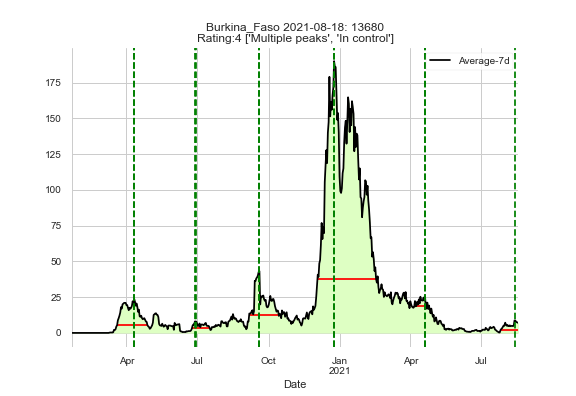 Burkina_Faso 2021-08-18: 13680
Rating:4 ['Multiple peaks', 'In control']
Average-7d
175
150
125
100
75
50
25
0
Apr Jul Oct Jan Apr Jul
2021
Date